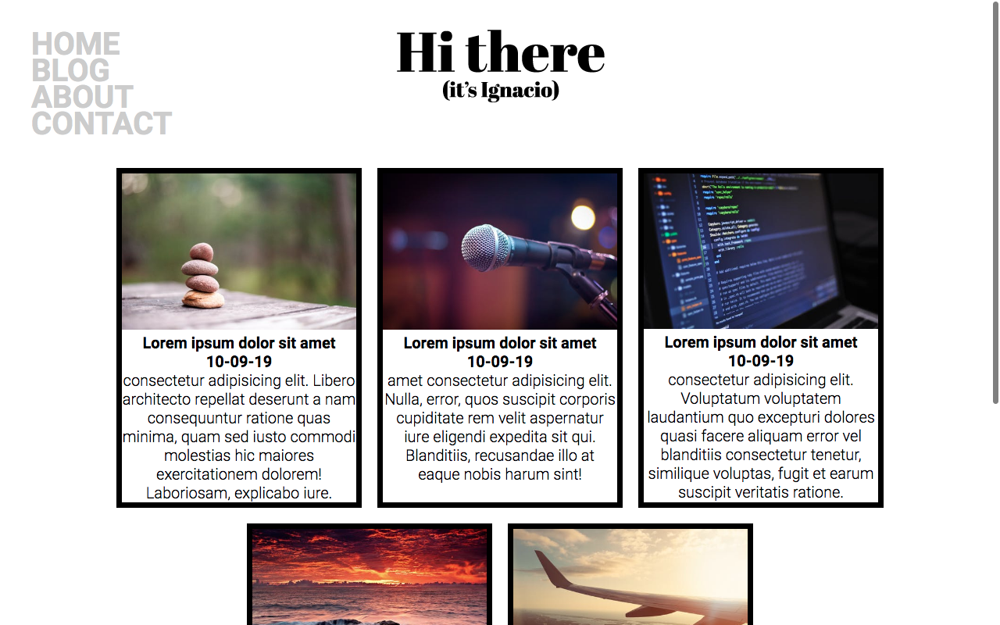 HOME
BLOG
ABOUT
CONTACT
Hi there
(it's Ignacio)
Lorem ipsum dolor sit amet
10-09-19
consectetur adipisicing elit. Libero
architecto repellat deserunt a nam
consequuntur ratione quas
minima, quam sed iusto commodi
molestias hic maiores
exercitationem dolorem!
Laboriosam, explicabo iure.
Lorem ipsum dolor sit amet
10-09-19
amet consectetur adipisicing elit.
Nulla, error, quos suscipit corporis
cupiditate rem velit aspernatur
iure eligendi expedita sit qui.
Blanditiis, recusandae illo at
eaque nobis harum sint!
Lorem ipsum dolor sit amet
10-09-19
consectetur adipisicing elit.
Voluptatum voluptatem
laudantium quo excepturi dolores
quasi facere aliquam error vel
blanditiis consectetur tenetur,
similique voluptas, fugit et earum
suscipit veritatis ratione.